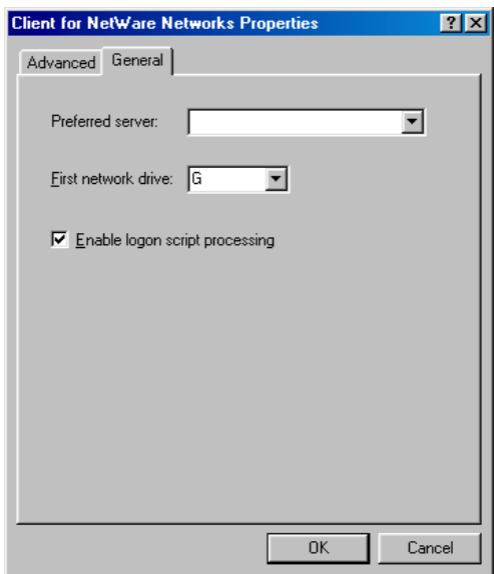 Client for NetWare Networks Properties
Advanced General
Preferred server:
First network drive: G
Enable logon script processing
OK Cancel